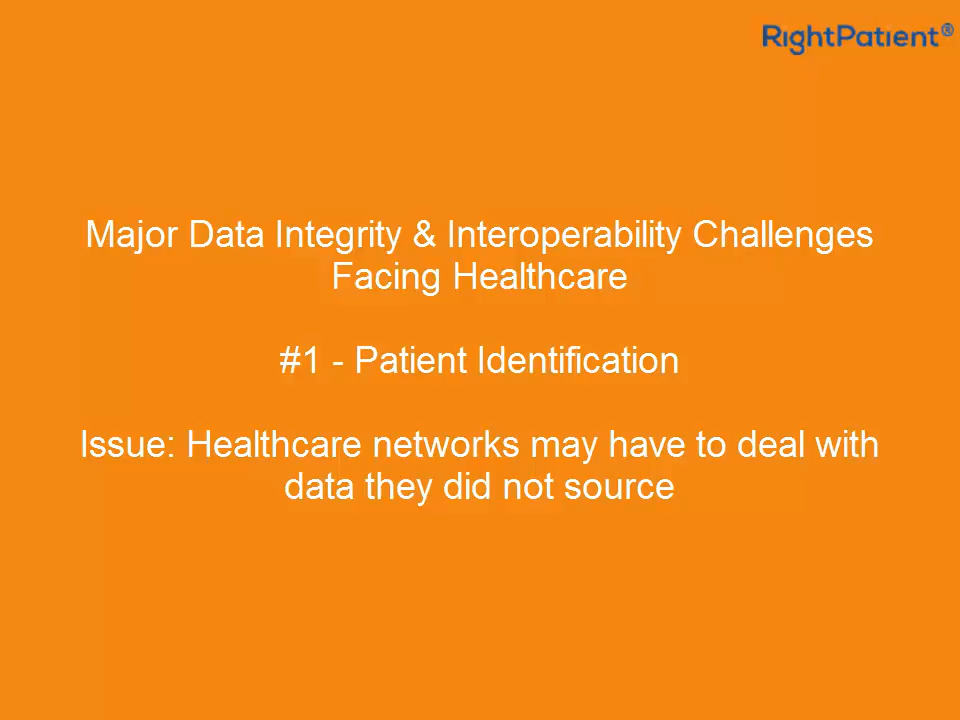 RightPatient®
Major Data Integrity & Interoperability Challenges
Facing Healthcare
#1 - Patient Identification
Issue: Healthcare networks may have to deal with
data they did not source